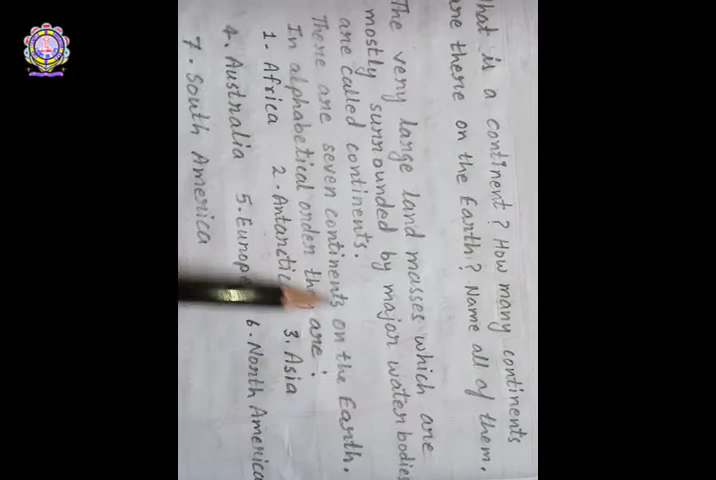 What is a continent? How many continents
are there on the Earth? Name all of them.
The very large land masses which are
mostly surrounded by major water bodies
are called continents.
There are seven continents on the Earth.
In alphabetical order they are:
1. Africa 2. Antarctic 3. Asia
4. Australia 5. Europe 6. North America
7. South America